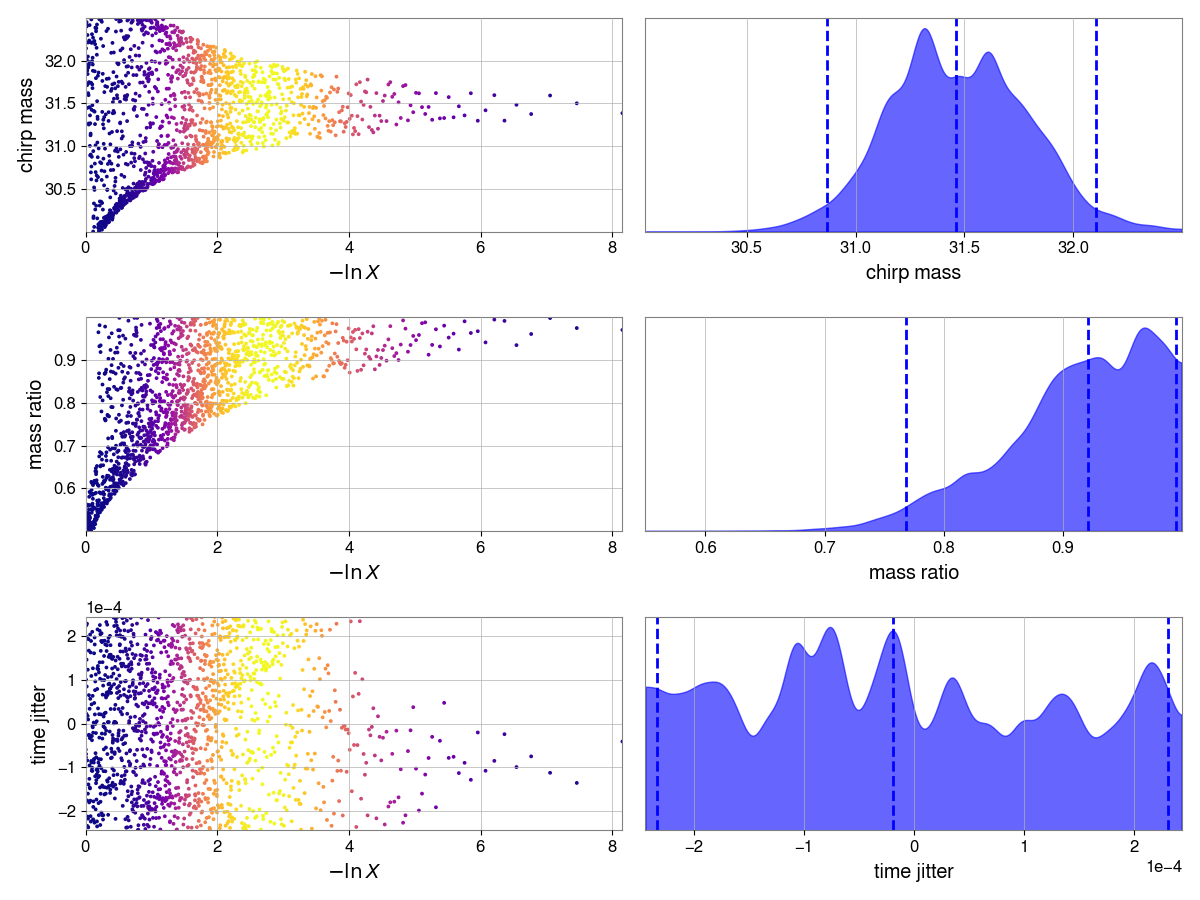 32.0
31.5
31.0
30.5
chirp mass
0 2 4 6 8
−ln X
30.5 31.0 31.5 32.0
chirp mass
0.9
0.8
0.7
0.6
mass ratio
0 2 4 6 8
−ln X
0.6 0.7 0.8 0.9
mass ratio
1e−4
2
1
0
−1
−2
time jitter
0 2 4 6 8
−ln X
−2 −1 0 1 2
1e−4
time jitter